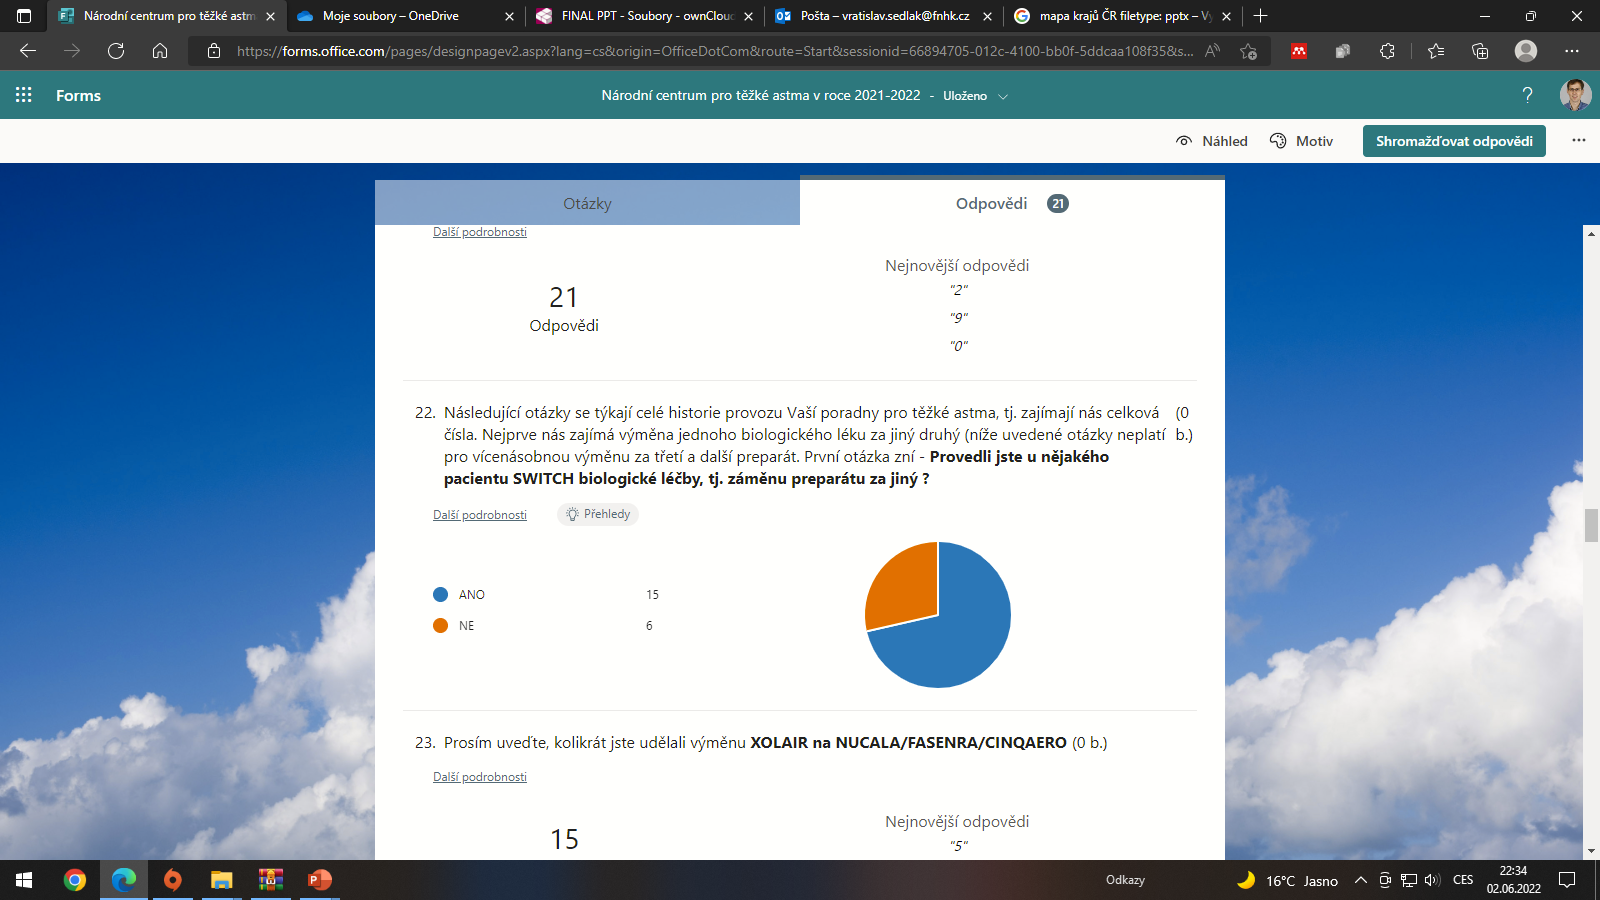 Národní centrum pro těžké astma
Moje soubory – OneDrive
FINAL PPT - Soubory - ownCloud
Pošta – vratislav.sedlak@fnhk.cz
mapa krajů ČR filetype: pptx – Vy
https://forms.office.com/pages/designpagev2.aspx?lang=cs&origin=OfficeDotCom&route=Start&sessionid=66894705-012c-4100-bb0f-5ddcaa108f35&s...
Forms
Národní centrum pro těžké astma v roce 2021-2022 - Uloženo
?
Náhled
Motiv
Shromažďovat odpovědi
Otázky
Odpovědi 21
Další podrobnosti
21
Odpovědi
Nejnovější odpovědi
"2"
"9"
"0"
22. Následující otázky se týkají celé historie provozu Vaší poradny pro těžké astma, tj. zajímají nás celková (0
čísla. Nejprve nás zajímá výměna jednoho biologického léku za jiný druhý (níže uvedené otázky neplatí b.)
pro vícenásobnou výměnu za třetí a další preparát. První otázka zní - Provedli jste u nějakého
pacientu SWITCH biologické léčby, tj. záměnu preparátu za jiný ?
Další podrobnosti
Přehledy
ANO 15
NE 6
23. Prosím uveďte, kolikrát jste udělali výměnu XOLAIR na NUCALA/FASENRA/CINQAERO (0 b.)
Další podrobnosti
15
Nejnovější odpovědi
"5"
Odkazy
16°C Jasno
CES
22:34
02.06.2022